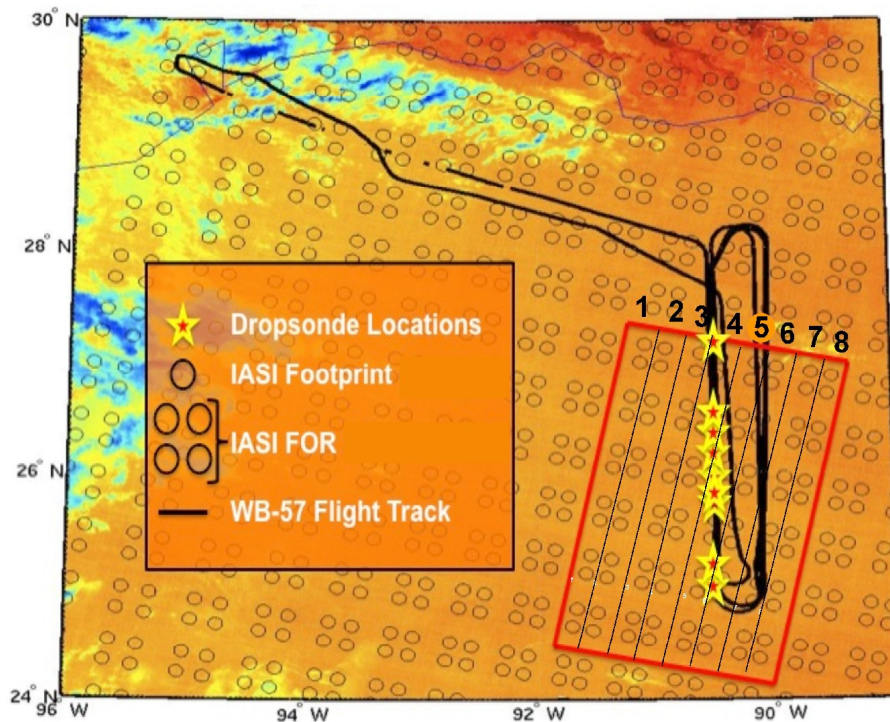 30° N
28° N
1 2 3 4 5 6 7 8
Dropsonde Locations
IASI Footprint
IASI FOR
26° N
WB-57 Flight Track
24° N
96° W 94° W 92° W 90° W